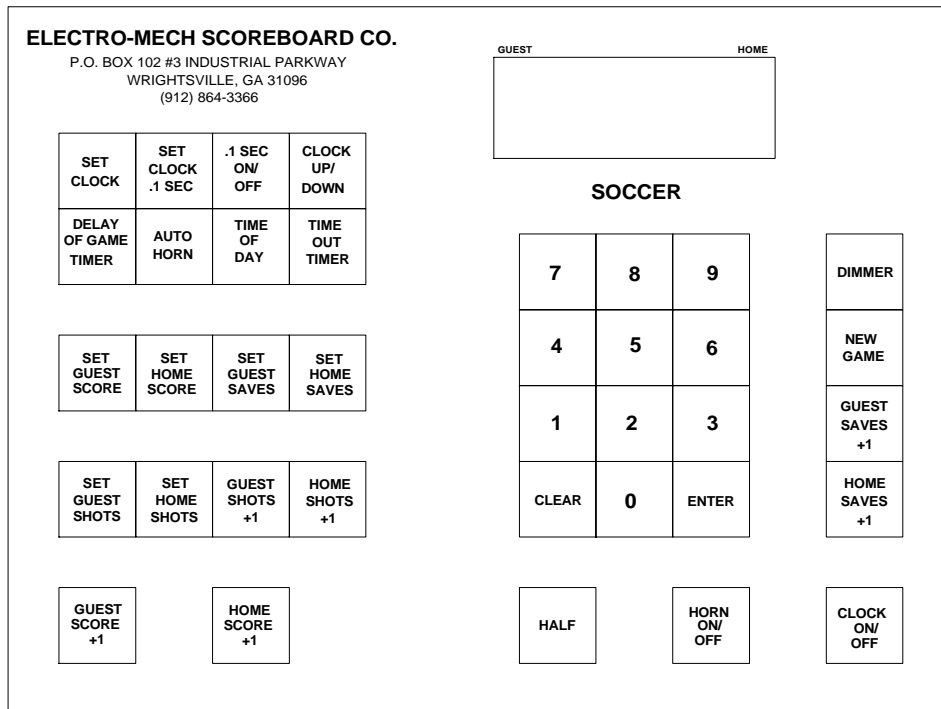 ELECTRO-MECH SCOREBOARD CO.
P.O. BOX 102 #3 INDUSTRIAL PARKWAY
WRIGHTSVILLE, GA 31096
(912) 864-3366
GUEST
HOME
SOCCER
SET
CLOCK
SET
CLOCK
.1 SEC
.1 SEC
ON/
OFF
CLOCK
UP/
DOWN
DELAY
OF GAME
TIMER
AUTO
HORN
TIME
OF
DAY
TIME
OUT
TIMER
SET
GUEST
SCORE
SET
HOME
SCORE
SET
GUEST
SAVES
SET
HOME
SAVES
SET
GUEST
SHOTS
SET
HOME
SHOTS
GUEST
SHOTS
+1
HOME
SHOTS
+1
GUEST
SCORE
+1
HOME
SCORE
+1
7
8
9
4
5
6
1
2
3
CLEAR
0
ENTER
DIMMER
NEW
GAME
GUEST
SAVES
+1
HOME
SAVES
+1
HALF
HORN
ON/
OFF
CLOCK
ON/
OFF